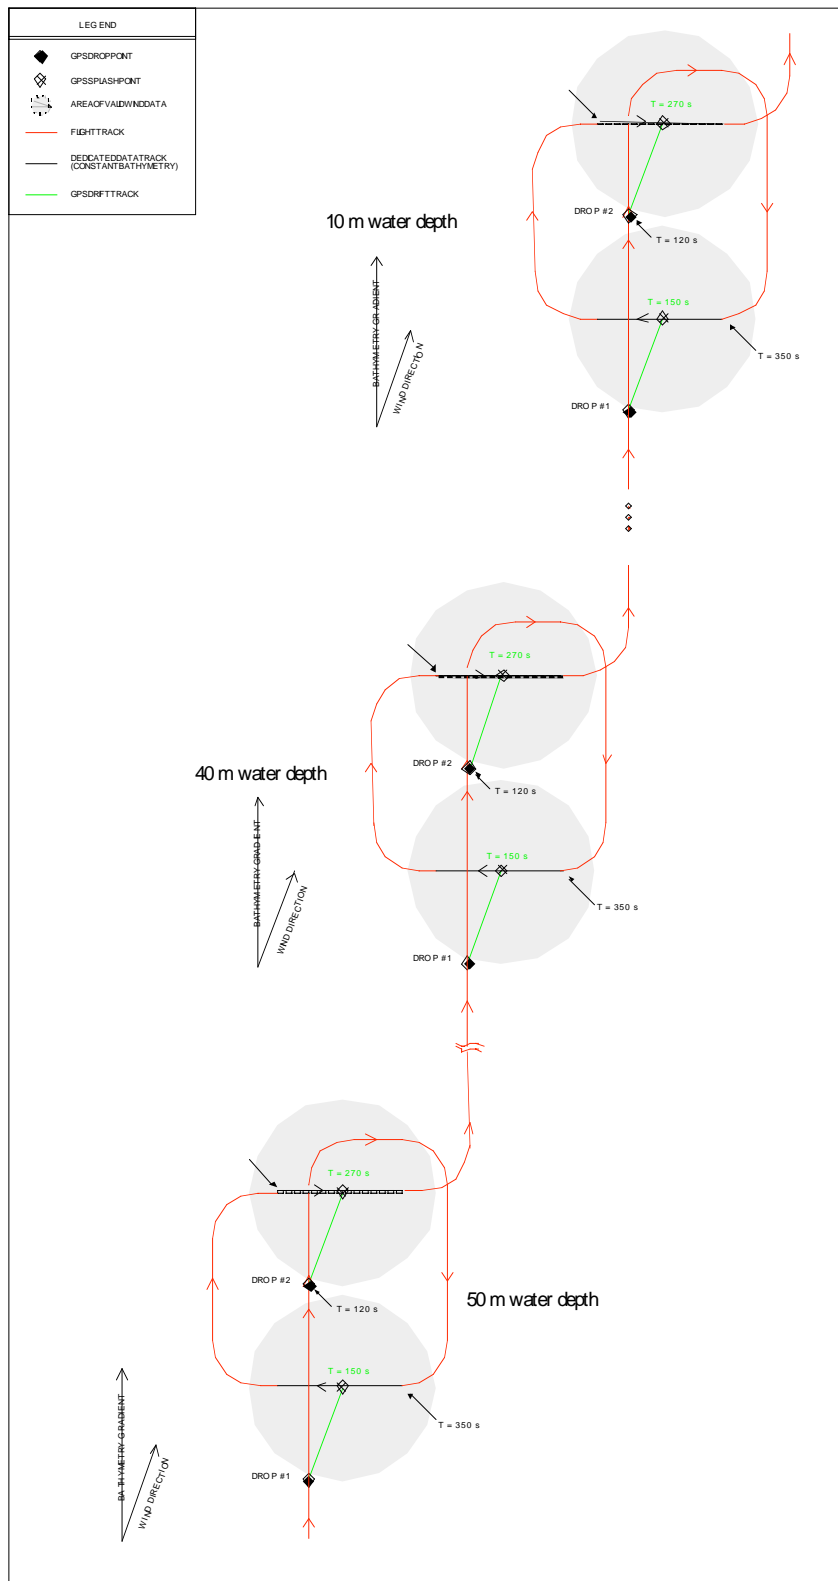 LEGEND
GPSDROPPONT
GPSSPLASHPONT
AREAOFVALIDWINDDATA
FLIGHTTRACK
DEDICATEDDATATRACK
(CONSTANTBATHYMETRY)
GPSDRIFTTRACK
T = 270 s
DROP #2
T = 120 s
10 m water depth
BATHYMETRY GRADIENT
WIND DIRECTION
T = 150 s
T = 350 s
DROP #1
T = 270 s
DROP #2
T = 120 s
40 m water depth
BATHYMETRY GRADIENT
WIND DIRECTION
T = 150 s
T = 350 s
DROP #1
T = 270 s
DROP #2
T = 120 s
50 m water depth
T = 150 s
T = 350 s
BATHYMETRY GRADIENT
WIND DIRECTION
DROP #1